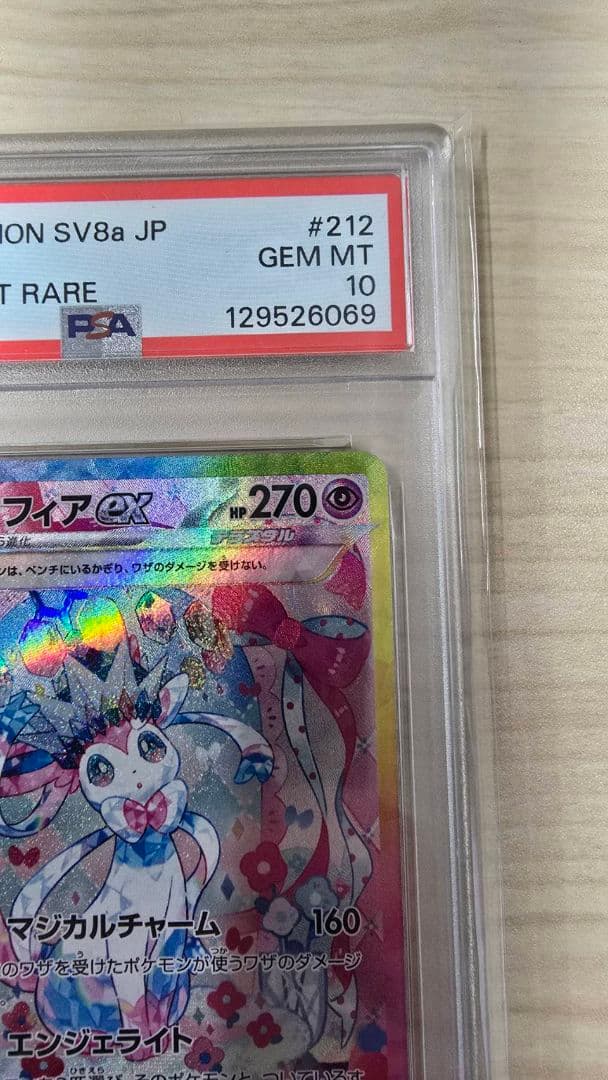 ION SV8a JP #212
GEM MT
T RARE 10
PSA 129526069
フィアex HP270
進化 テラスタル
は、ベンチにいるかぎり、ワザのダメージを受けない。
マジカルチャーム 160
のワザを受けたポケモンが使うワザのダメージ
エンジェライト